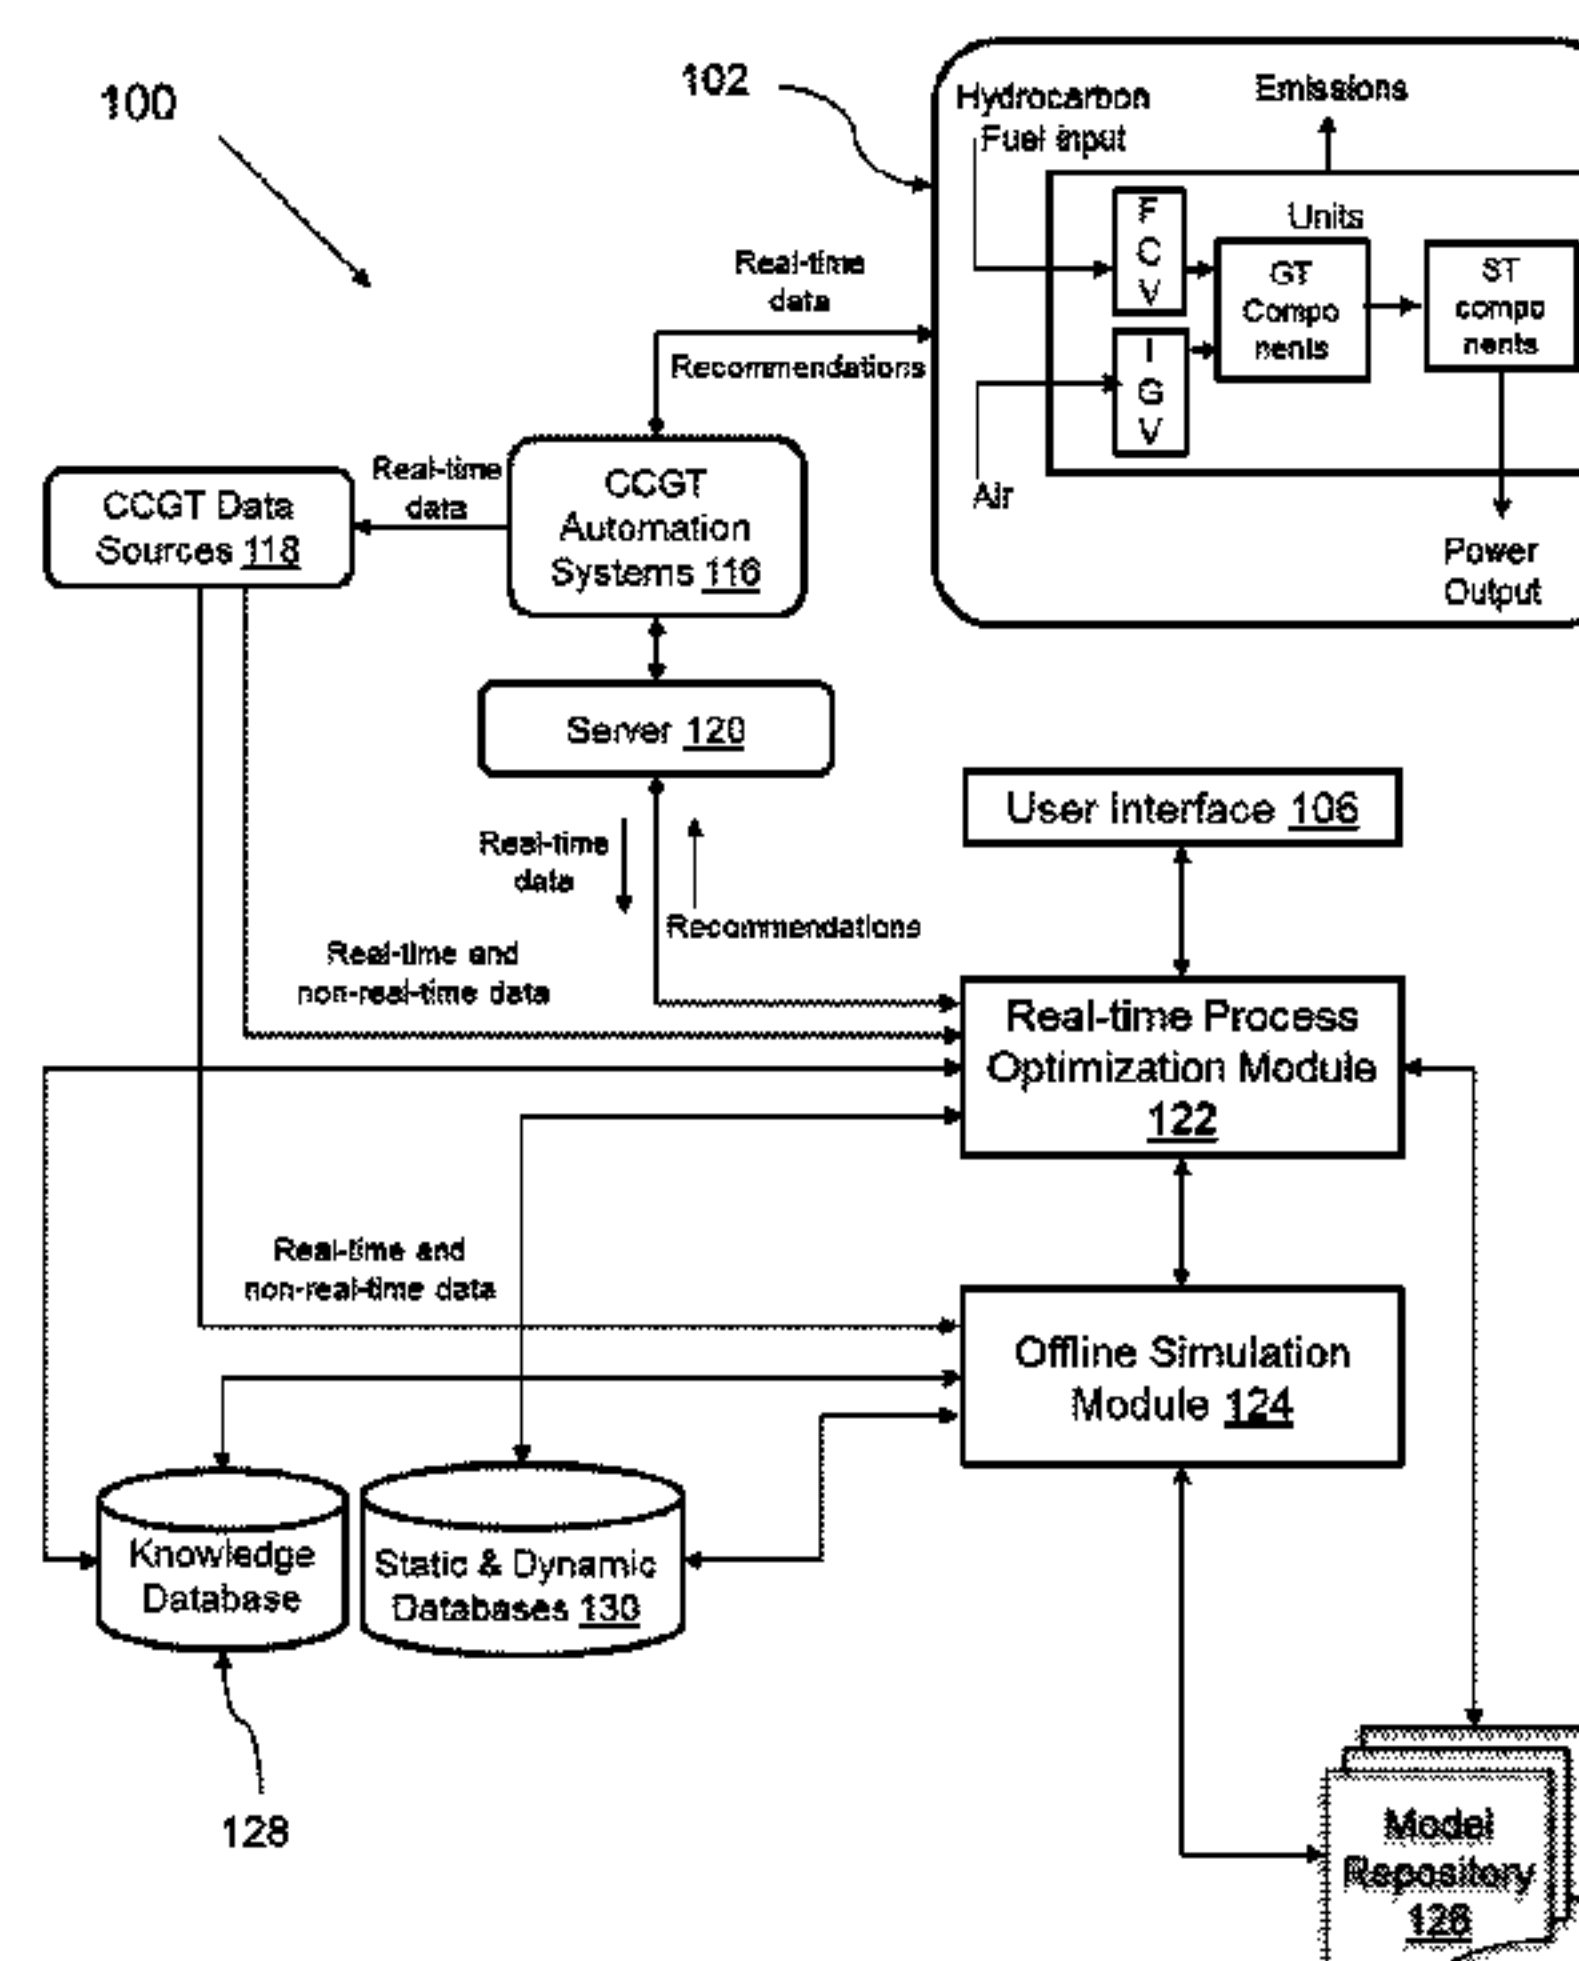 100
102
Hydrocarbon
Fuel input
Emissions
Units
F
C
V
GT
Compo
nents
ST
compo
nents
I
G
V
Air
Power
Output
Real-time
data
Recommendations
CCGT Data
Sources 118
Real-time
data
CCGT
Automation
Systems 116
Server 120
Real-time
data
Recommendations
User Interface 106
Real-time and
non-real-time data
Real-time Process
Optimization Module
122
Real-time and
non-real-time data
Offline Simulation
Module 124
Knowledge
Database
Static & Dynamic
Databases 130
128
Model
Repository
126